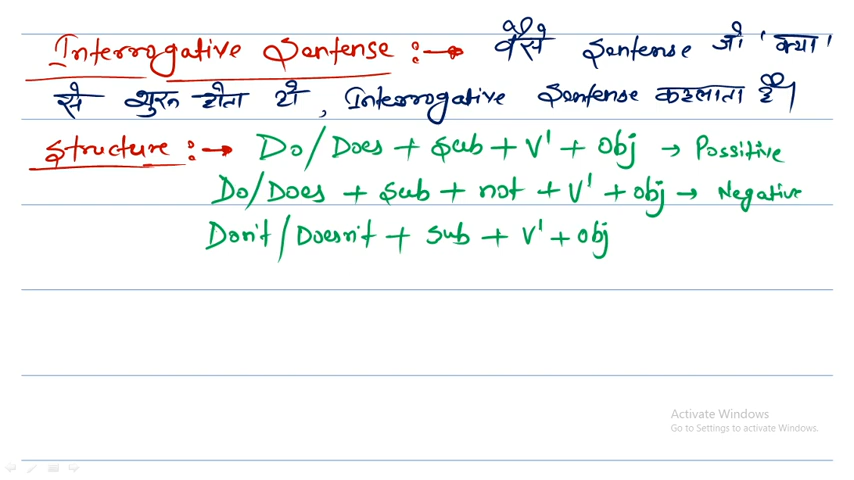 Interrogative Sentense :→ वैसे Sentense जो 'क्या'
से शुरू होता हो, Interrogative Sentense कहलाता है।
Structure :→ Do/Does + Sub + V¹ + Obj → Possitive
Do/Does + Sub + not + V¹ + obj → Negative
Don't/Doesn't + Sub + V¹ + Obj
Activate Windows
Go to Settings to activate Windows.